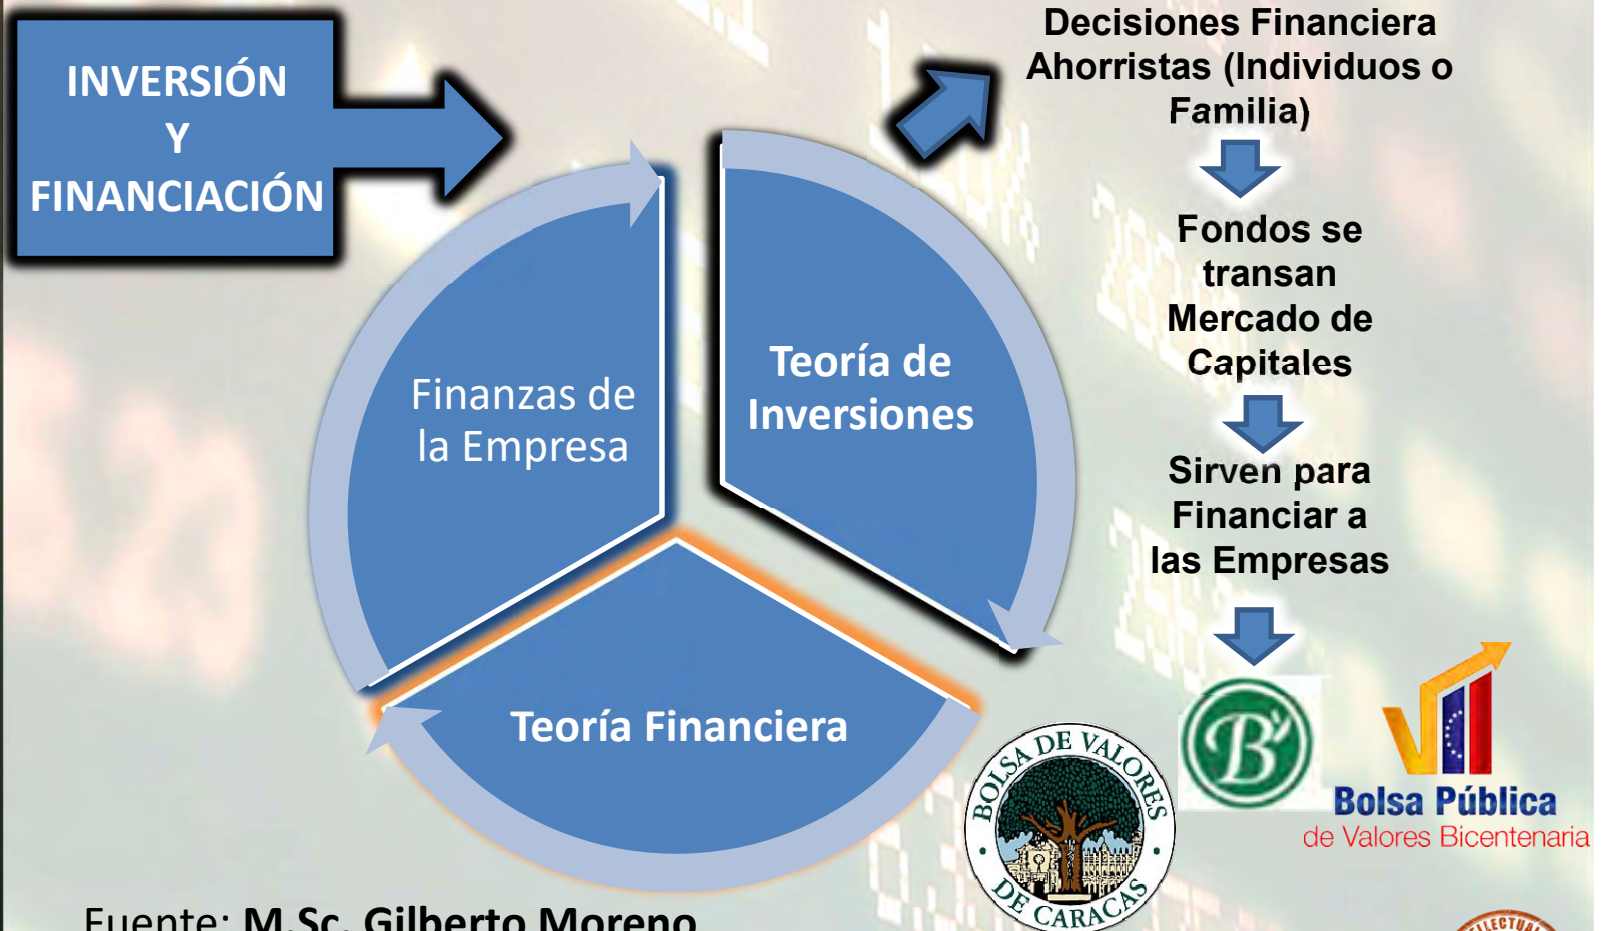 INVERSIÓN
Y
FINANCIACIÓN
Decisiones Financiera
Ahorristas (Individuos o
Familia)
Fondos se
transan
Mercado de
Capitales
Sirven para
Financiar a
las Empresas
Finanzas de
la Empresa
Teoría de
Inversiones
Teoría Financiera
BOLSA DE VALORES
DE CARACAS
B
Bolsa Pública
de Valores Bicentenaria
Fuente: M.Sc. Gilberto Moreno